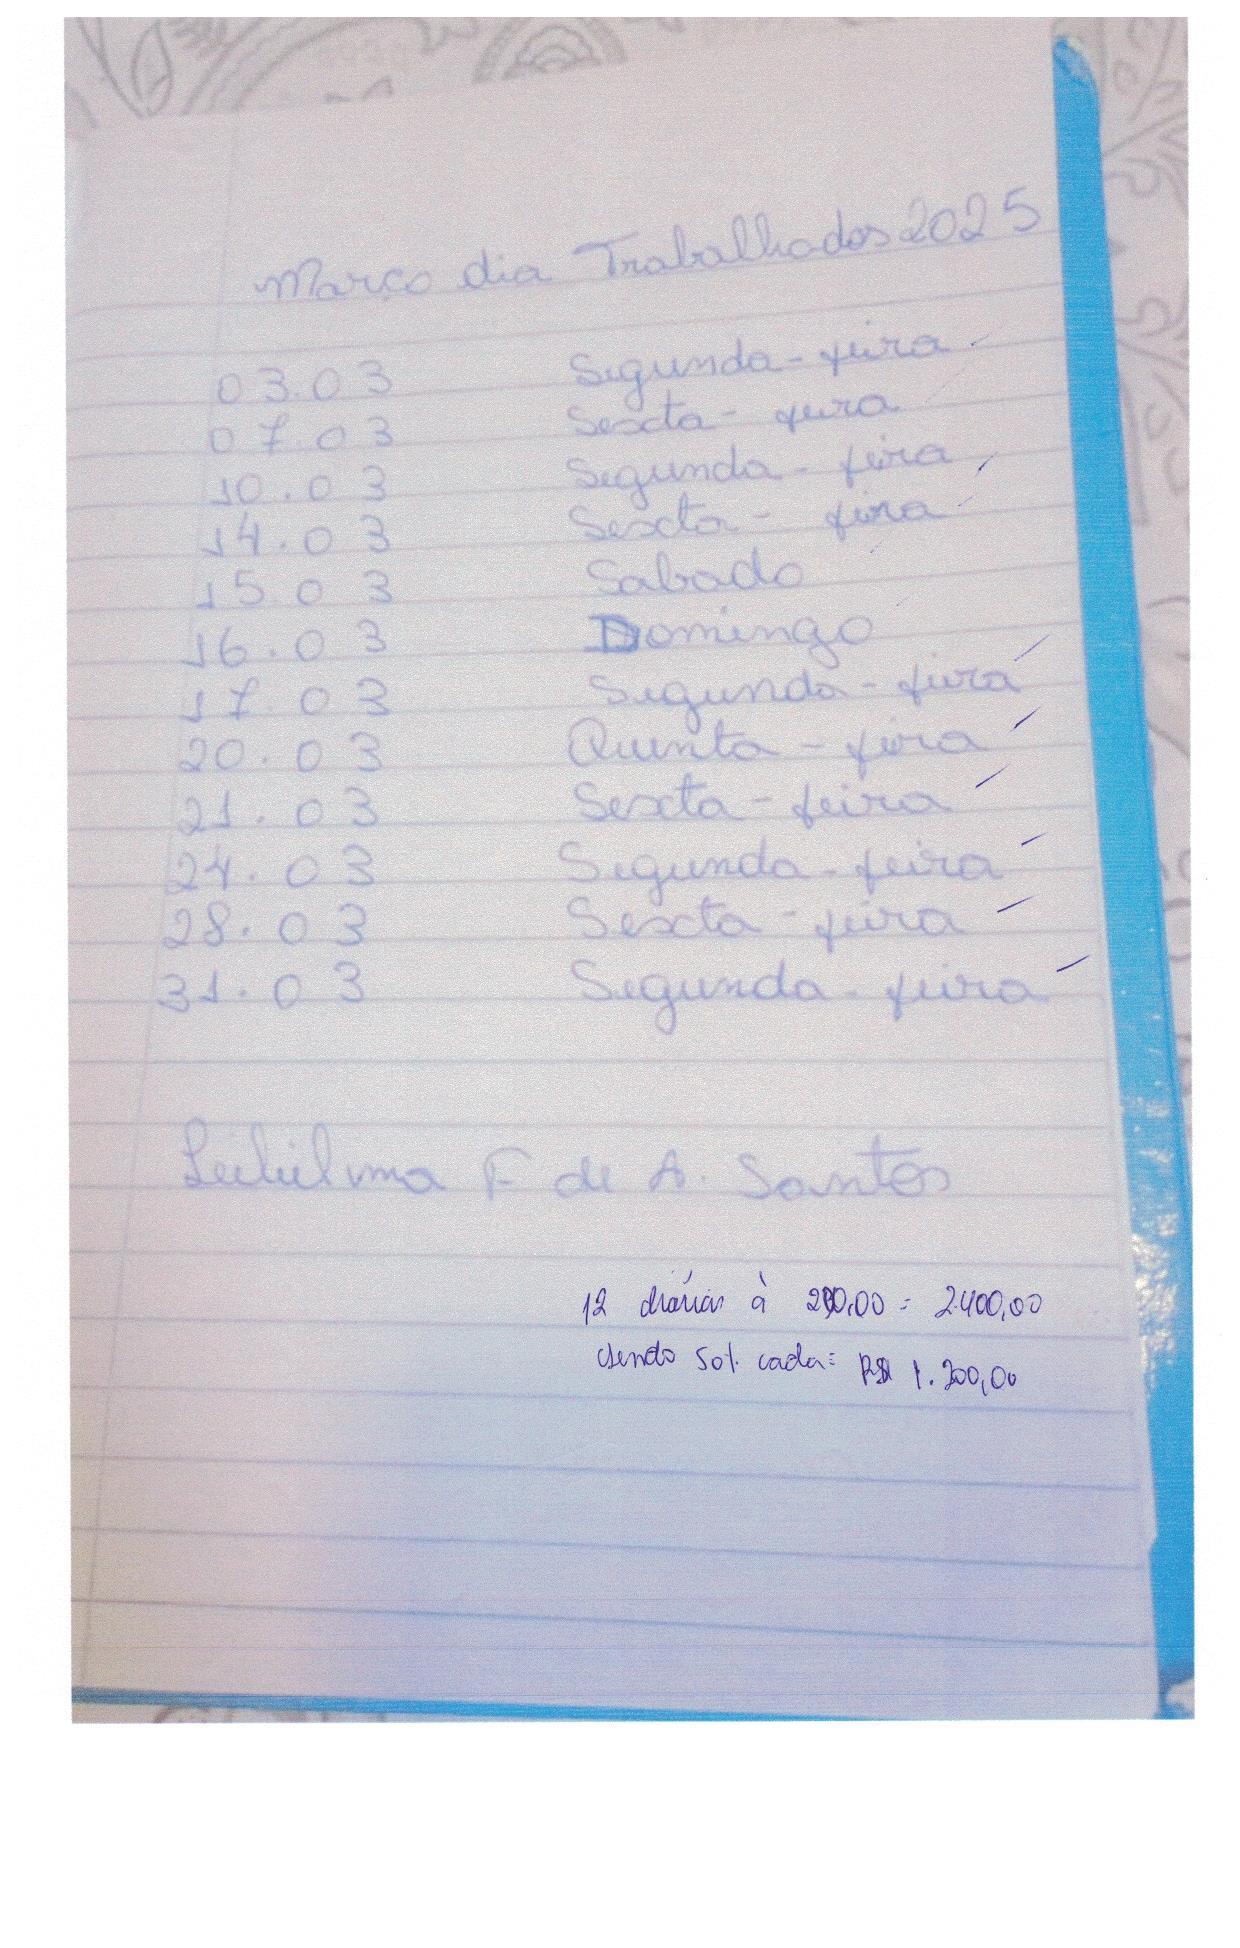 Março dia Trabalhados 2025
03.03 Segunda-feira
07.03 Sexta-feira
10.03 Segunda-feira
14.03 Sexta-feira
15.03 Sabado
16.03 Domingo
17.03 Segunda-feira
20.03 Quinta-feira
21.03 Sexta-feira
24.03 Segunda-feira
28.03 Sexta-feira
31.03 Segunda-feira
F de A. Santos
12 diárias à 200,00 = 2.400,00
sendo 50% cada: R$ 1.200,00